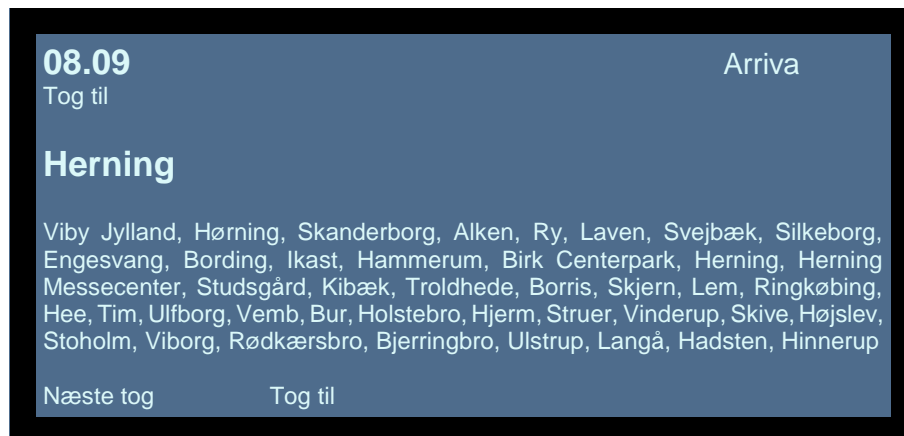 08.09 Arriva
Tog til
Herning
Viby Jylland, Hørning, Skanderborg, Alken, Ry, Laven, Svejbæk, Silkeborg,
Engesvang, Bording, Ikast, Hammerum, Birk Centerpark, Herning, Herning
Messecenter, Studsgård, Kibæk, Troldhede, Borris, Skjern, Lem, Ringkøbing,
Hee, Tim, Ulfborg, Vemb, Bur, Holstebro, Hjerm, Struer, Vinderup, Skive, Højslev,
Stoholm, Viborg, Rødkærsbro, Bjerringbro, Ulstrup, Langå, Hadsten, Hinnerup
Næste tog Tog til